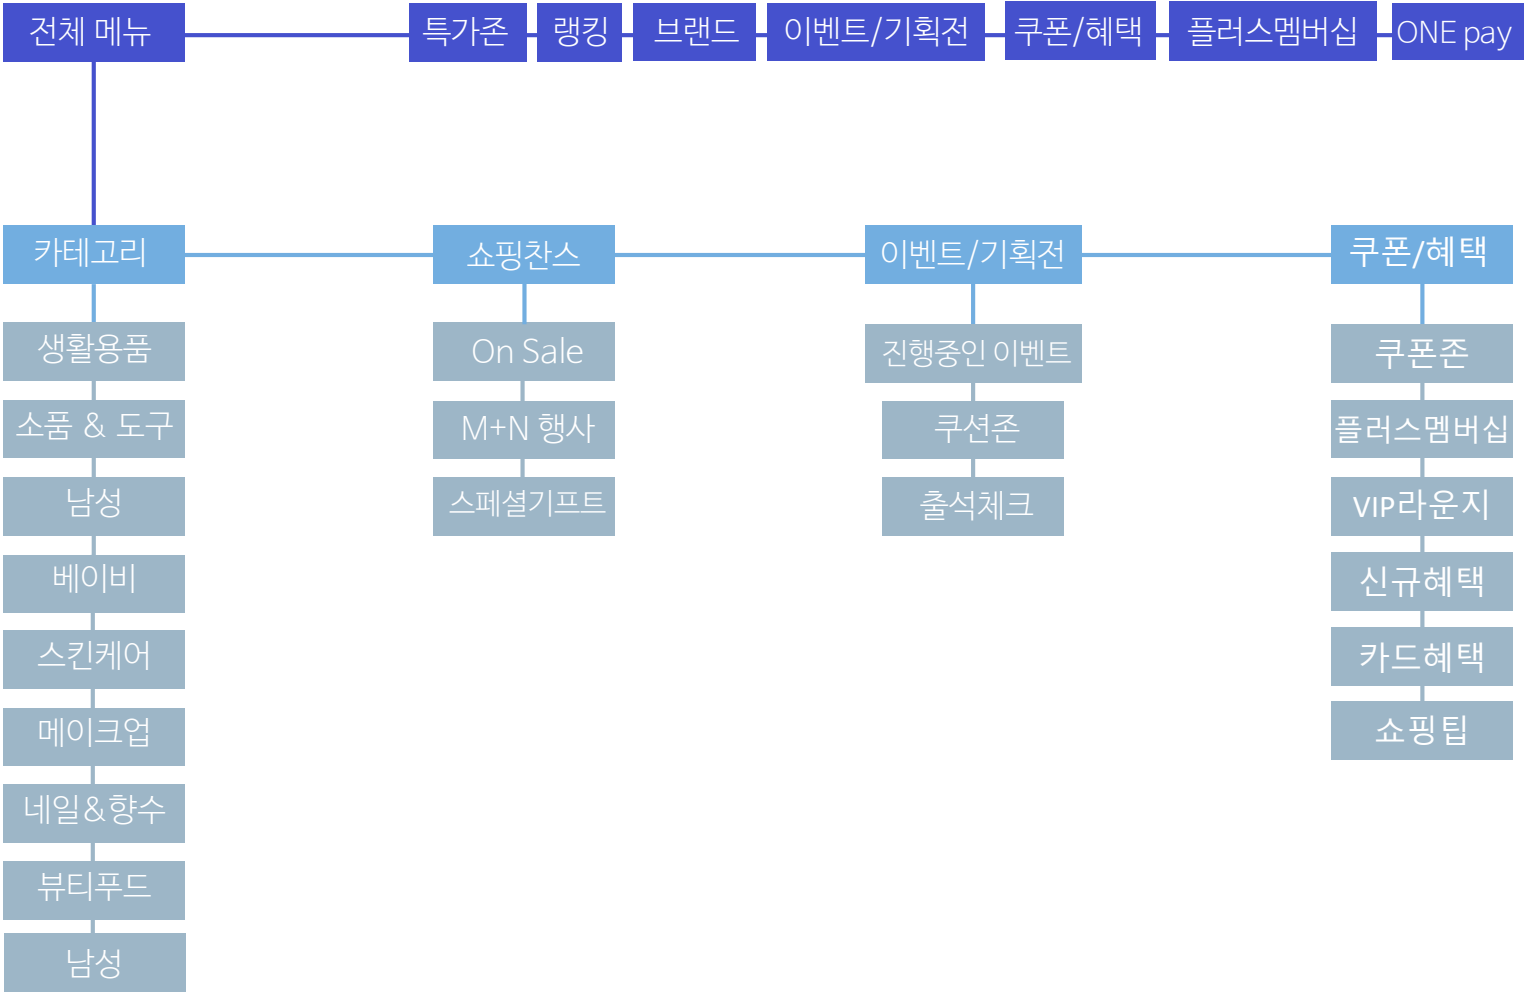 전체 메뉴
특가존
랭킹
브랜드
이벤트/기획전
쿠폰/혜택
플러스멤버십
ONE pay
카테고리
생활용품
소품 & 도구
남성
베이비
스킨케어
메이크업
네일&향수
뷰티푸드
남성
쇼핑찬스
On Sale
M+N 행사
스페셜기프트
이벤트/기획전
진행중인 이벤트
쿠션존
출석체크
쿠폰/혜택
쿠폰존
플러스멤버십
VIP라운지
신규혜택
카드혜택
쇼핑팁